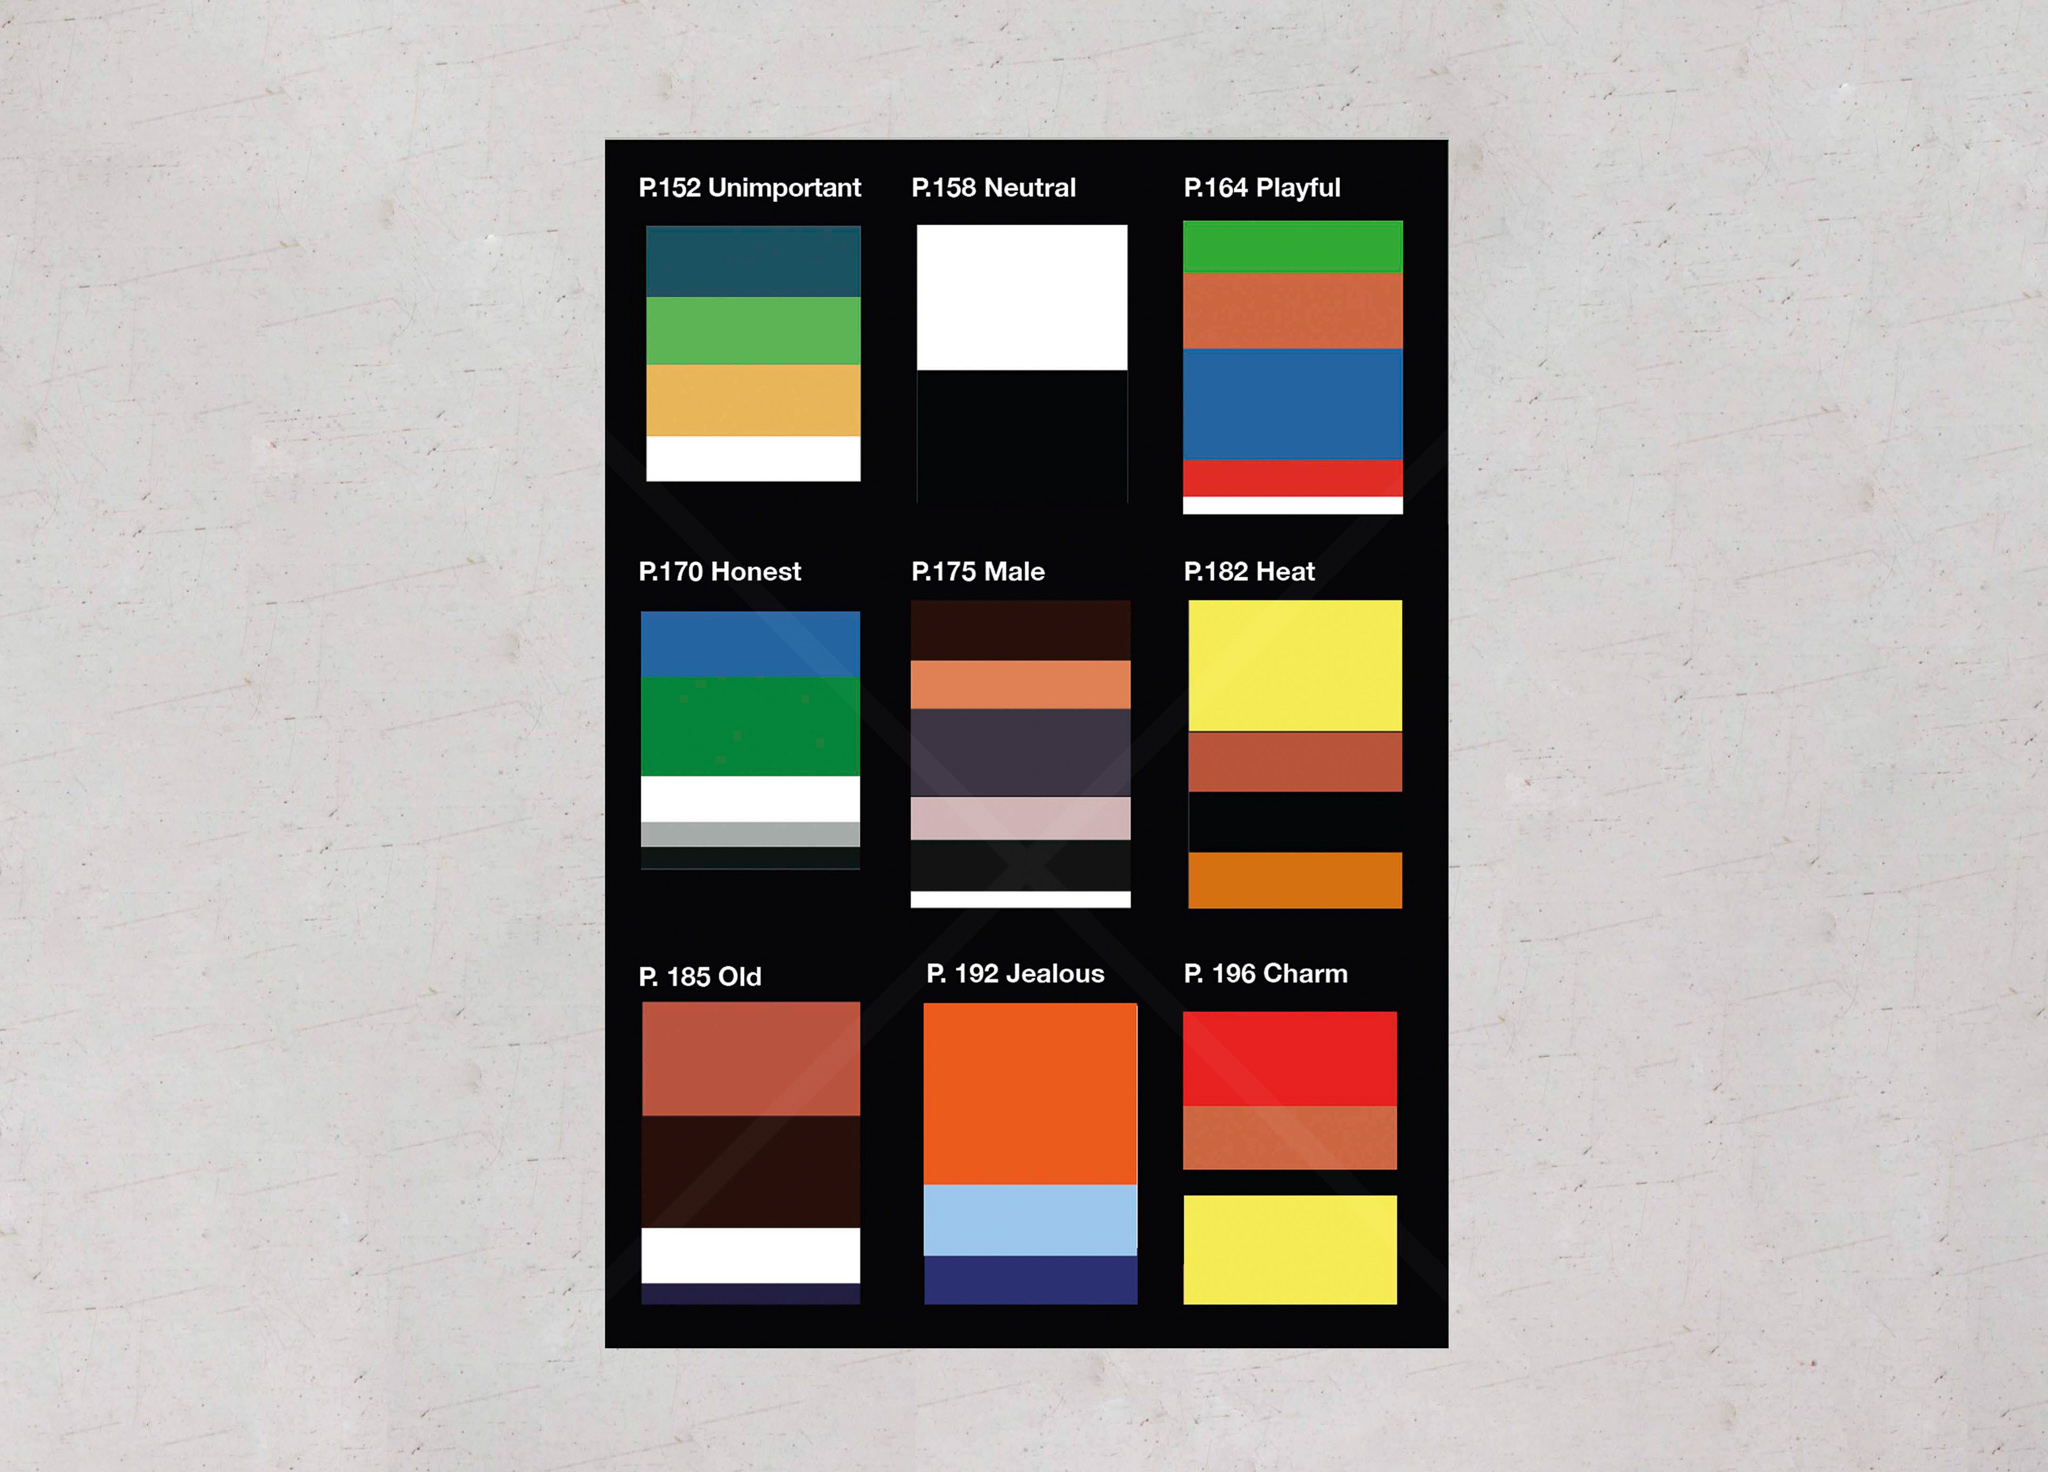 P.152 Unimportant
P.158 Neutral
P.164 Playful
P.170 Honest
P.175 Male
P.182 Heat
P. 185 Old
P. 192 Jealous
P. 196 Charm